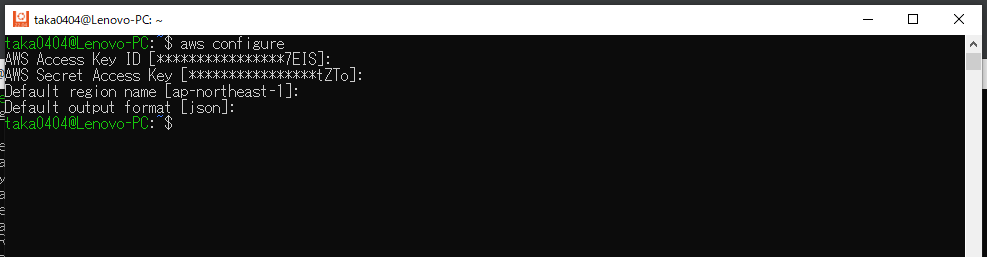 taka0404@Lenovo-PC: ~
taka0404@Lenovo-PC:~$ aws configure
AWS Access Key ID [****************7EIS]:
AWS Secret Access Key [****************tZTo]:
Default region name [ap-northeast-1]:
Default output format [json]:
taka0404@Lenovo-PC:~$